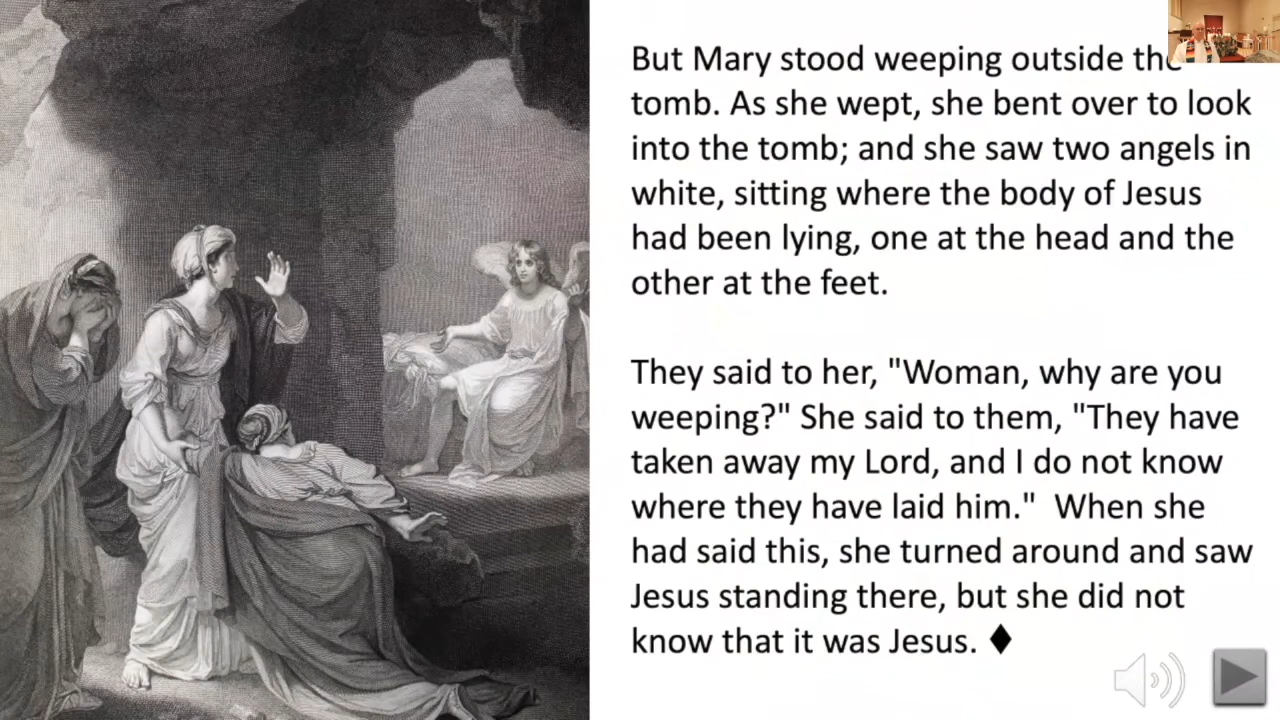 But Mary stood weeping outside the
tomb. As she wept, she bent over to look
into the tomb; and she saw two angels in
white, sitting where the body of Jesus
had been lying, one at the head and the
other at the feet.
They said to her, "Woman, why are you
weeping?" She said to them, "They have
taken away my Lord, and I do not know
where they have laid him."  When she
had said this, she turned around and saw
Jesus standing there, but she did not
know that it was Jesus. ♦